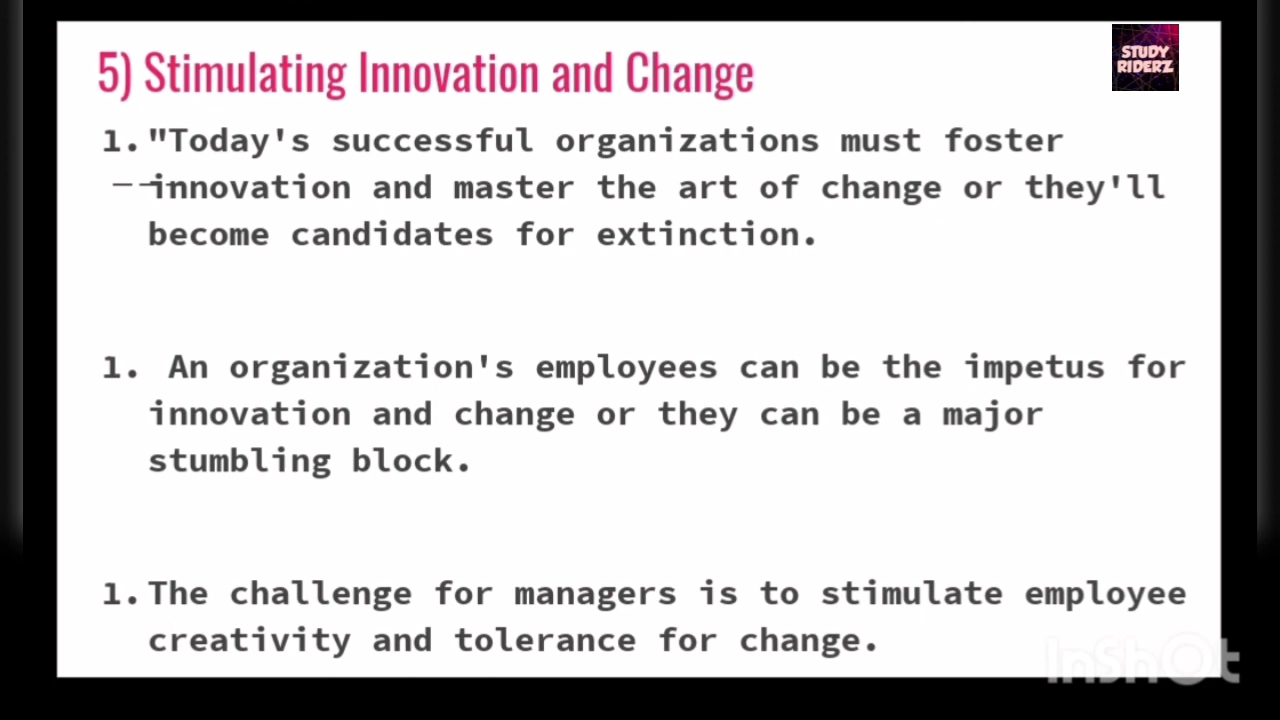 5) Stimulating Innovation and Change
STUDY
RIDERZ
1. "Today's successful organizations must foster
innovation and master the art of change or they'll
become candidates for extinction.
1. An organization's employees can be the impetus for
innovation and change or they can be a major
stumbling block.
1. The challenge for managers is to stimulate employee
creativity and tolerance for change.
InShOt